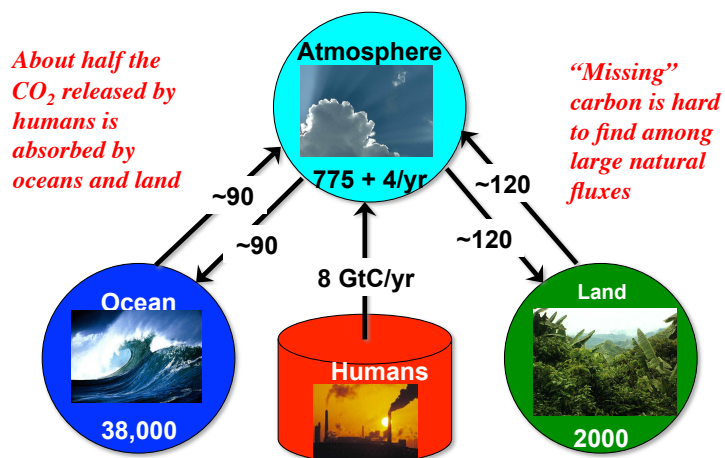 About half the
CO₂ released by
humans is
absorbed by
oceans and land
Atmosphere
775 + 4/yr
"Missing"
carbon is hard
to find among
large natural
fluxes
~90
~90
~120
~120
8 GtC/yr
Ocean
38,000
Humans
Land
2000